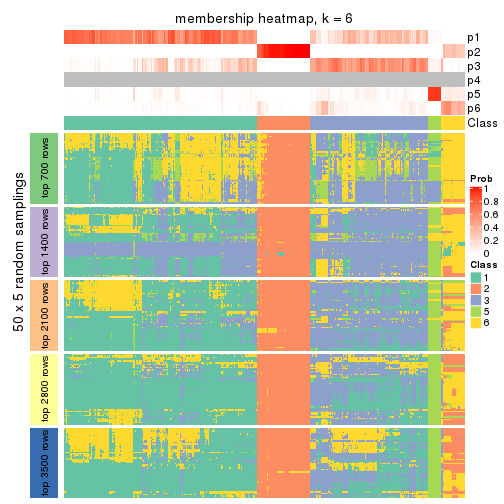 membership heatmap, k = 6
p1
p2
p3
p4
p5
p6
Class
50 x 5 random samplings
top 700 rows
top 1400 rows
top 2100 rows
top 2800 rows
top 3500 rows
Prob
1
0.8
0.6
0.4
0.2
0
Class
1
2
3
5
6